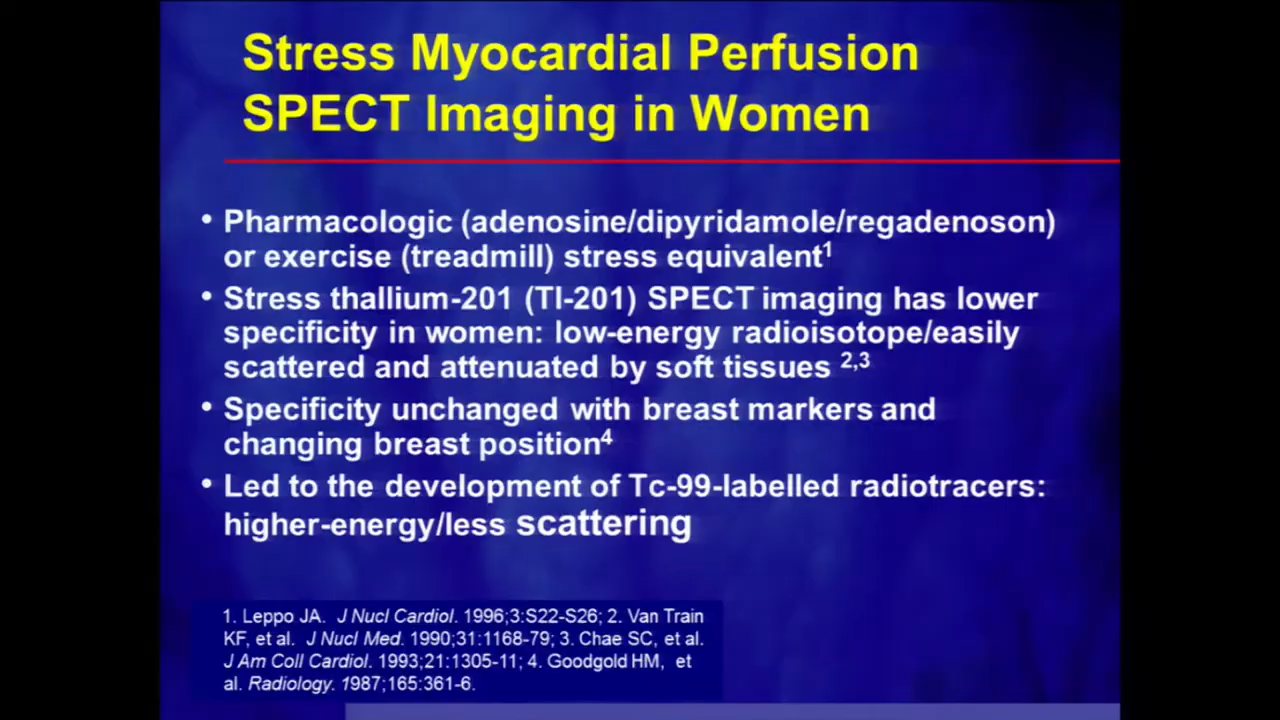 Stress Myocardial Perfusion
SPECT Imaging in Women
• Pharmacologic (adenosine/dipyridamole/regadenoson)
or exercise (treadmill) stress equivalent1
• Stress thallium-201 (Tl-201) SPECT imaging has lower
specificity in women: low-energy radioisotope/easily
scattered and attenuated by soft tissues 2,3
• Specificity unchanged with breast markers and
changing breast position4
• Led to the development of Tc-99-labelled radiotracers:
higher-energy/less scattering
1. Leppo JA. J Nucl Cardiol. 1996;3:S22-S26; 2. Van Train
KF, et al. J Nucl Med. 1990;31:1168-79; 3. Chae SC, et al.
J Am Coll Cardiol. 1993;21:1305-11; 4. Goodgold HM, et
al. Radiology. 1987;165:361-6.